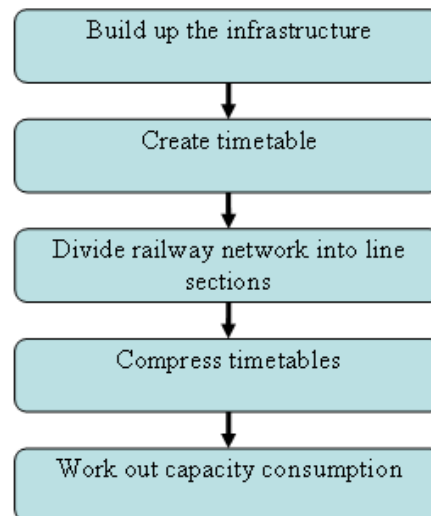 Build up the infrastructure
Create timetable
Divide railway network into line
sections
Compress timetables
Work out capacity consumption